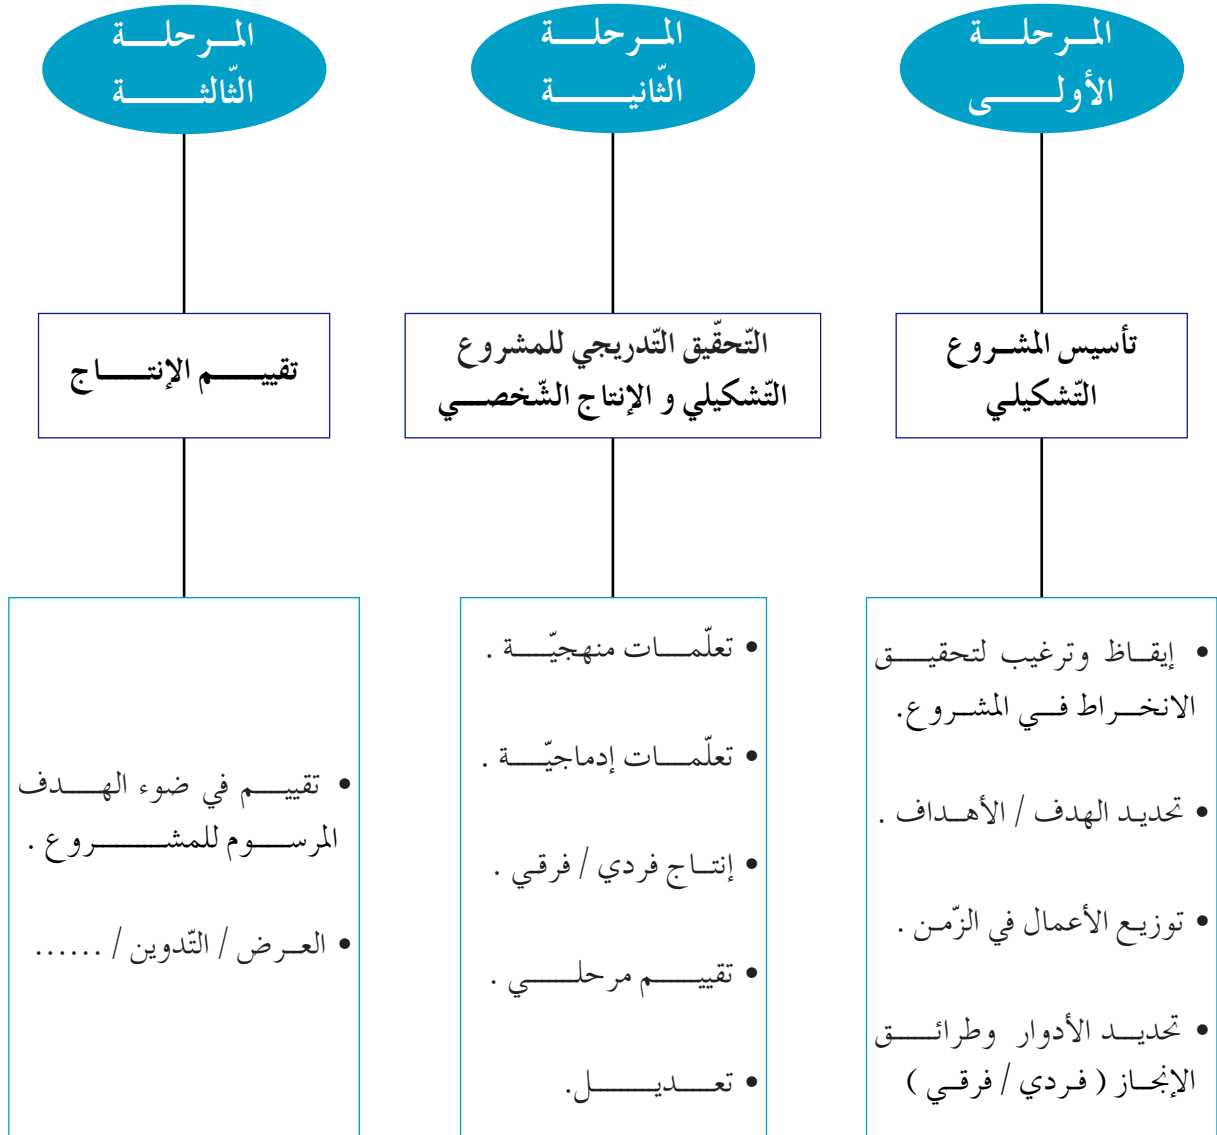 المرحلة
الأولى
تأسيس المشروع
التّشكيلي
• إيقاظ وترغيب لتحقيق
الانخراط في المشروع.
• تحديد الهدف / الأهداف .
• توزيع الأعمال في الزّمن .
• تحديد الأدوار وطرائق
الإنجاز ( فردي / فرقي )
المرحلة
الثّانية
التّحقّيق التّدريجي للمشروع
التّشكيلي و الإنتاج الشّخصي
• تعلّمات منهجيّة .
• تعلّمات إدماجيّة .
• إنتاج فردي / فرقي .
• تقييم مرحلي .
• تعديل.
المرحلة
الثّالثة
تقييم الإنتاج
• تقييم في ضوء الهدف
المرسوم للمشروع .
• العرض / التّدوين / ......